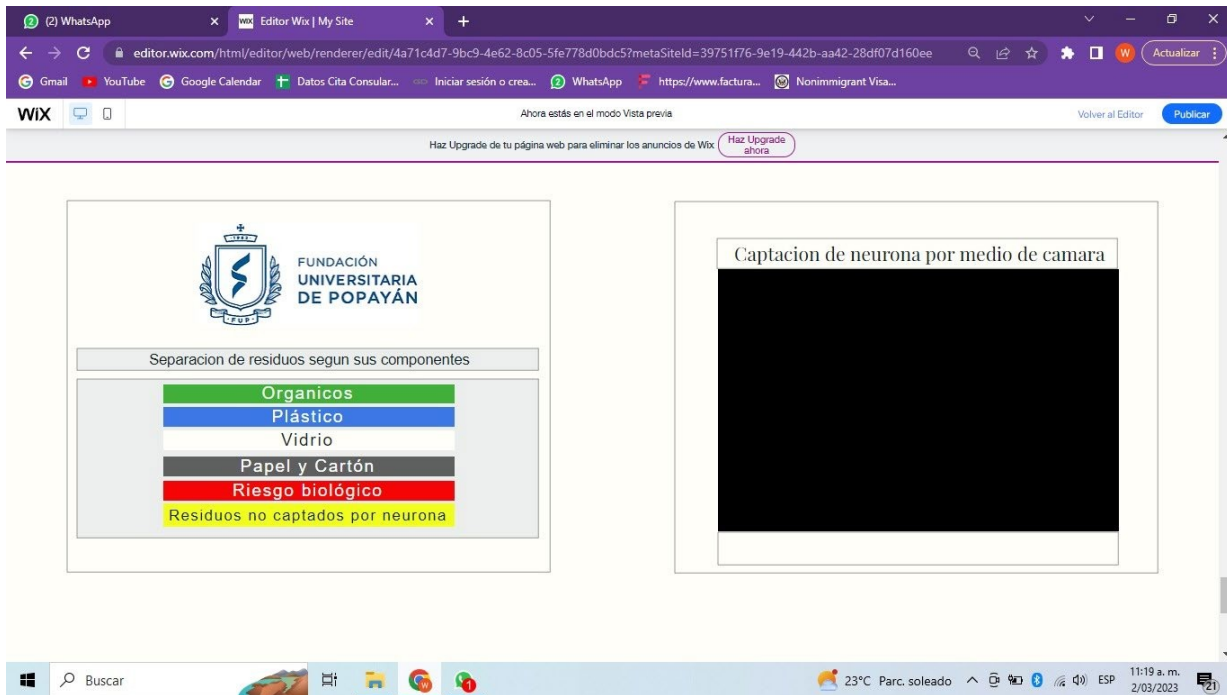 (2) WhatsApp
WiX Editor Wix | My Site
editor.wix.com/html/editor/web/renderer/edit/4a71c4d7-9bc9-4e62-8c05-5fe778d0bdc5?metaSiteId=39751f76-9e19-442b-aa42-28df07d160ee
W Actualizar
Gmail YouTube Google Calendar Datos Cita Consular... Iniciar sesión o crea... WhatsApp https://www.factura... Nonimmigrant Visa...
WiX Ahora estás en el modo Vista previa Volver al Editor Publicar
Haz Upgrade de tu página web para eliminar los anuncios de Wix Haz Upgrade
ahora
FUNDACIÓN
UNIVERSITARIA
DE POPAYÁN
F.U.P.
Separacion de residuos segun sus componentes
Organicos
Plástico
Vidrio
Papel y Cartón
Riesgo biológico
Residuos no captados por neurona
Captacion de neurona por medio de camara
Buscar
23°C Parc. soleado
ESP
11:19 a. m.
2/03/2023
21